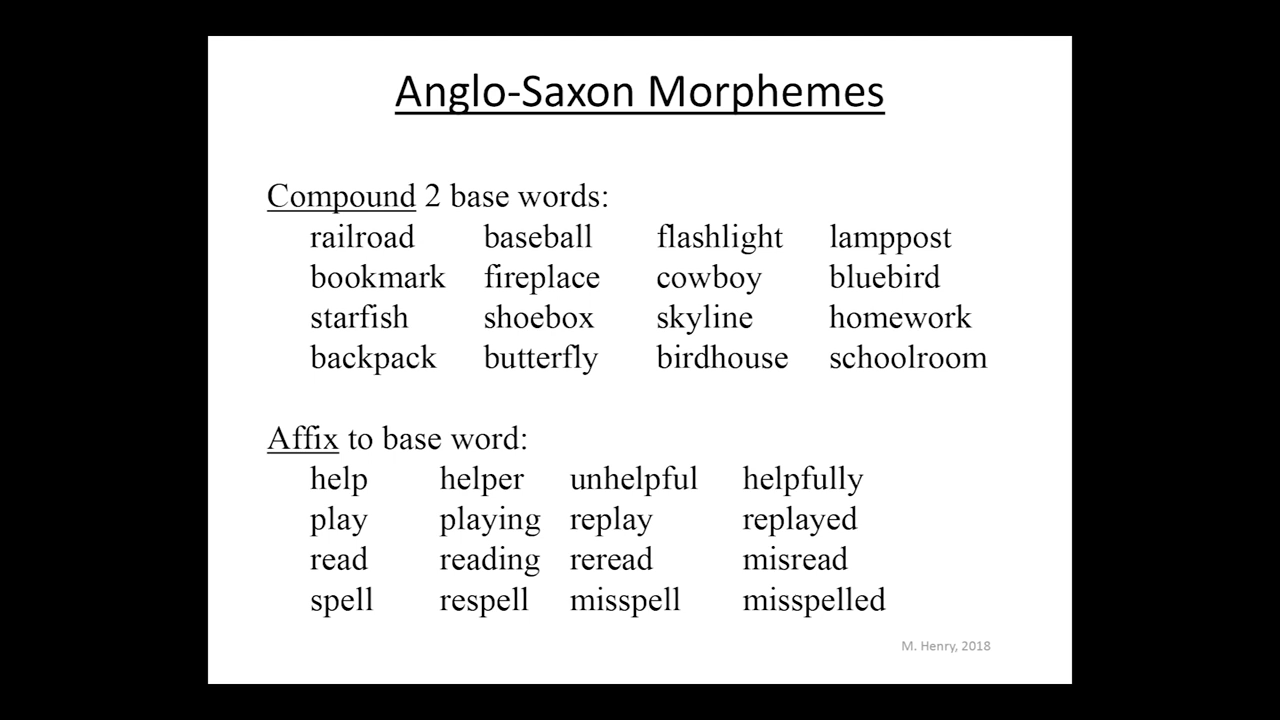 Anglo-Saxon Morphemes
Compound 2 base words:
railroad baseball flashlight lamppost
bookmark fireplace cowboy bluebird
starfish shoebox skyline homework
backpack butterfly birdhouse schoolroom
Affix to base word:
help helper unhelpful helpfully
play playing replay replayed
read reading reread misread
spell respell misspell misspelled
M. Henry, 2018